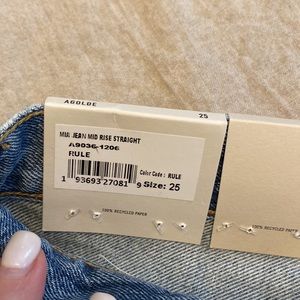 AGOLDE 25
MIA JEAN MID RISE STRAIGHT
A9036-1206
RULE
Color Code : RULE
1 93693 27081 9 Size: 25
100% RECYCLED PAPER
100% RECYCLED PAPER